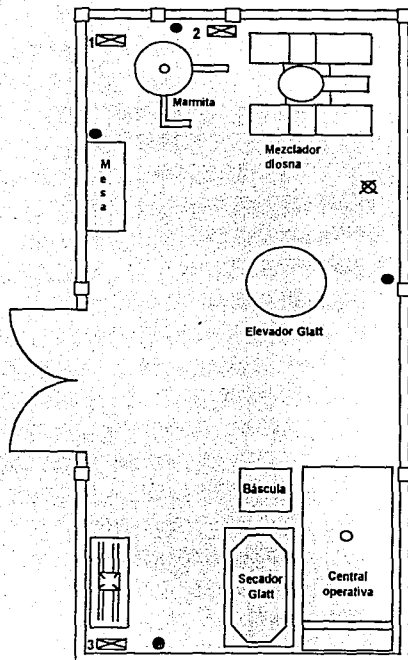 1
2
Marmita
Mezclador
diosna
M
e
s
a
Elevador Glatt
Báscula
Secador
Glatt
Central
operativa
3